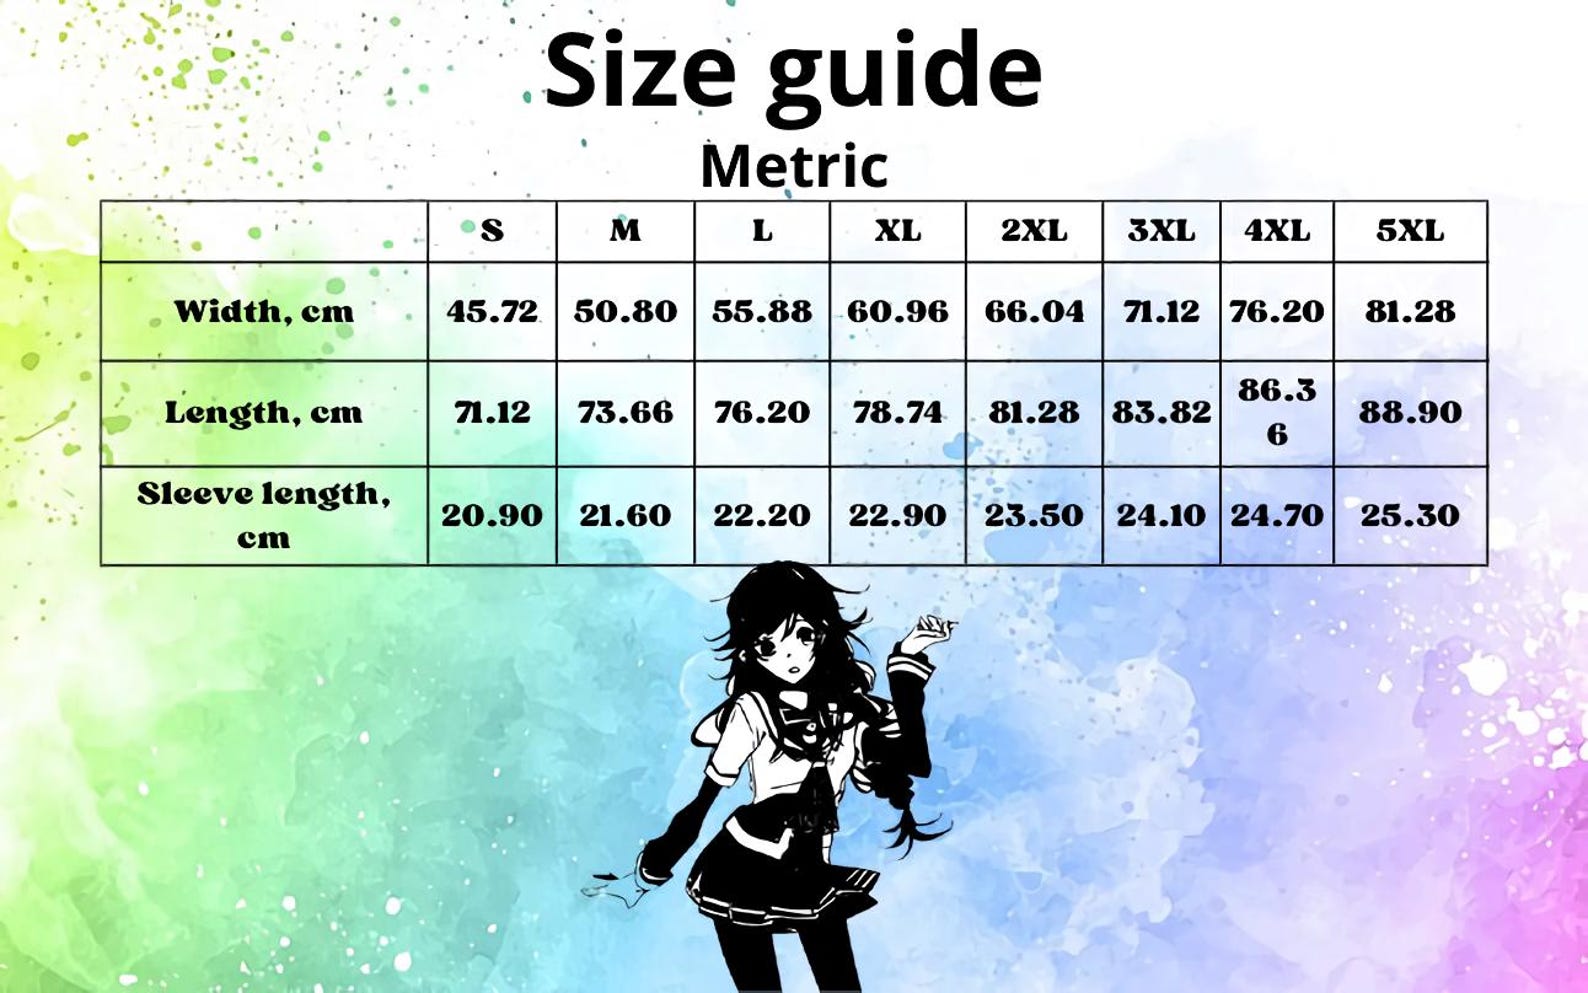 Size guide
Metric
S M L XL 2XL 3XL 4XL 5XL
Width, cm 45.72 50.80 55.88 60.96 66.04 71.12 76.20 81.28
Length, cm 71.12 73.66 76.20 78.74 81.28 83.82 86.3
6 88.90
Sleeve length,
cm 20.90 21.60 22.20 22.90 23.50 24.10 24.70 25.30